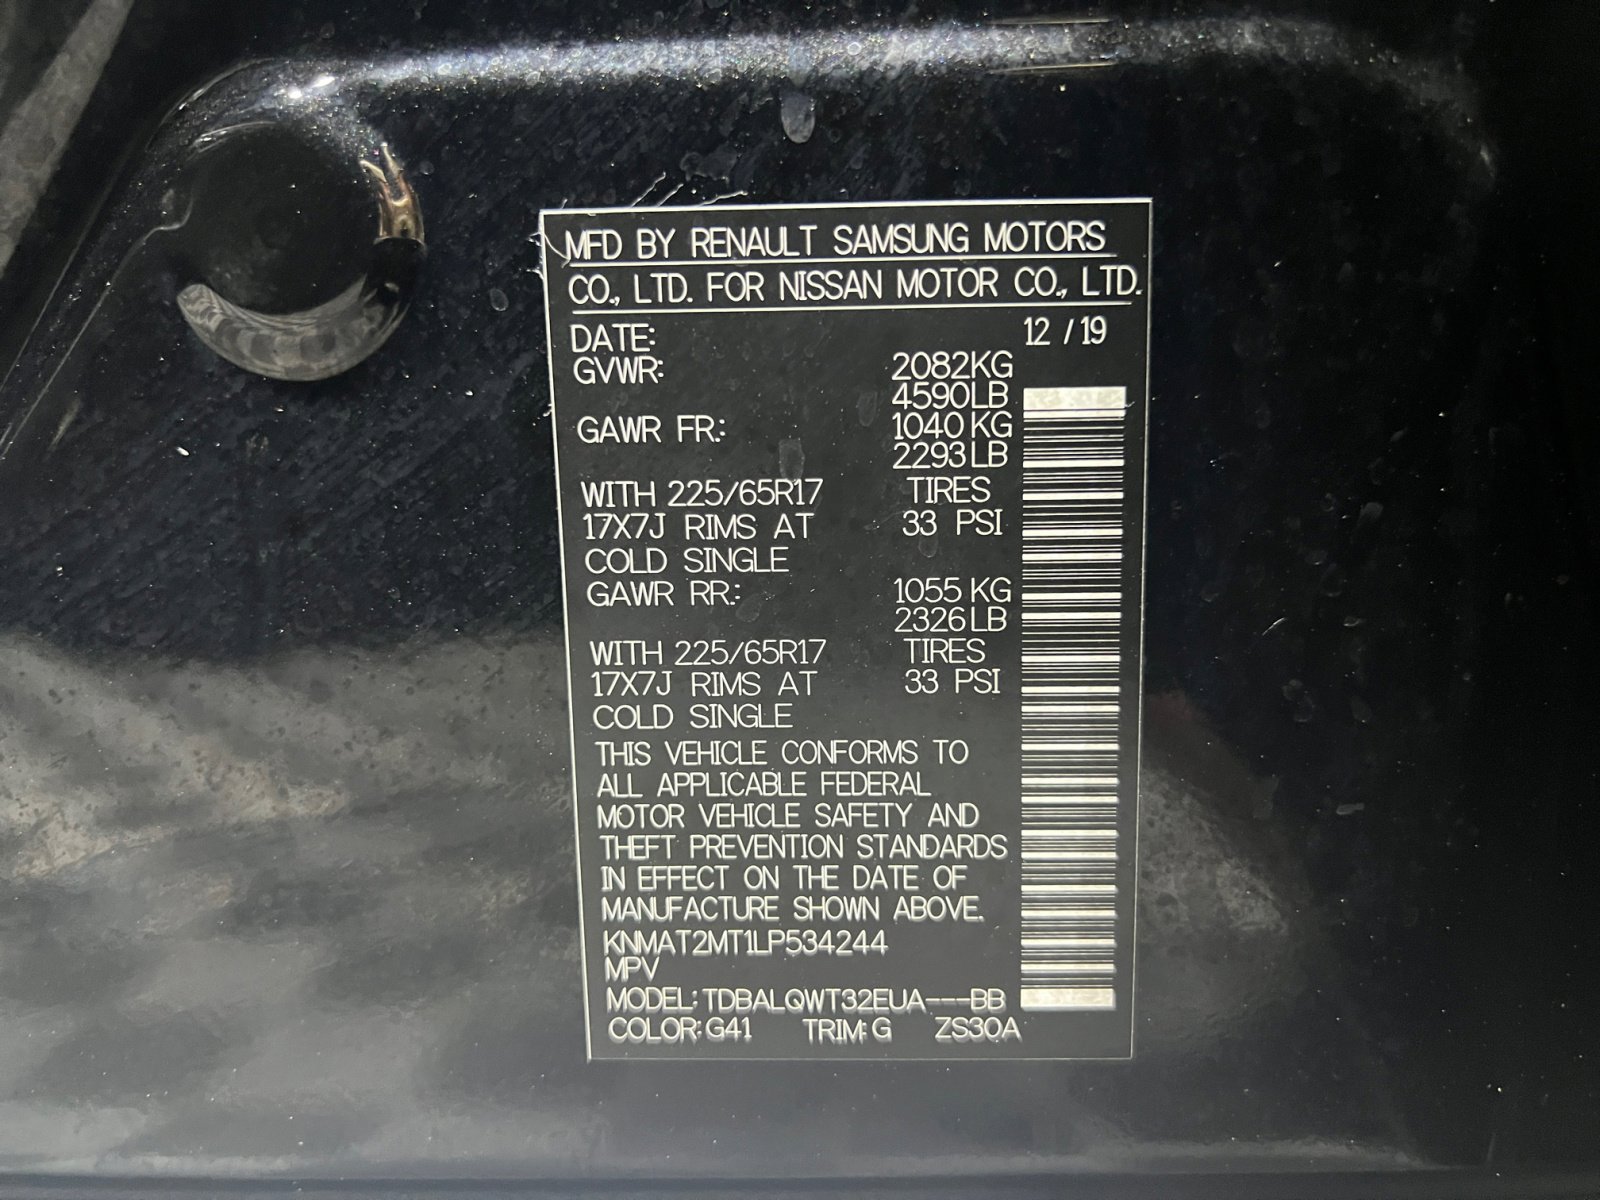 MFD BY RENAULT SAMSUNG MOTORS
CO., LTD. FOR NISSAN MOTOR CO., LTD.
DATE: 12 / 19
GVWR: 2082KG
4590LB
GAWR FR.: 1040 KG
2293LB
WITH 225/65R17 TIRES
17X7J RIMS AT 33 PSI
COLD SINGLE
GAWR RR.: 1055 KG
2326LB
WITH 225/65R17 TIRES
17X7J RIMS AT 33 PSI
COLD SINGLE
THIS VEHICLE CONFORMS TO
ALL APPLICABLE FEDERAL
MOTOR VEHICLE SAFETY AND
THEFT PREVENTION STANDARDS
IN EFFECT ON THE DATE OF
MANUFACTURE SHOWN ABOVE.
KNMAT2MT1LP534244
MPV
MODEL: TDBALQWT32EUA---BB
COLOR: G41 TRIM: G ZS30A